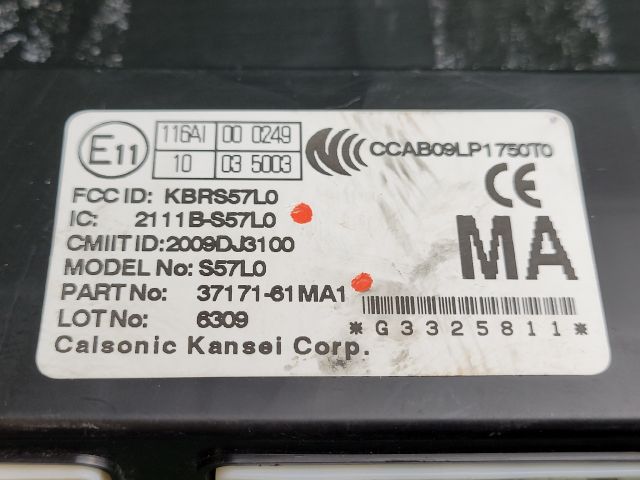 E11 116AI 00 0249 CCAB09LP1750T0
10 03 5003
FCC ID: KBRS57L0 CE
IC: 2111B-S57L0
CMIIT ID:2009DJ3100 MA
MODEL No: S57L0
PART No: 37171-61MA1
LOT No: 6309 *G3325811*
Calsonic Kansei Corp.